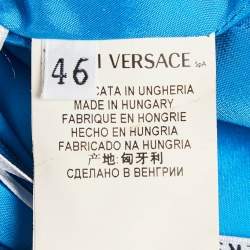 46
I VERSACE SpA
CATA IN UNGHERIA
MADE IN HUNGARY
FABRIQUE EN HONGRIE
HECHO EN HUNGRIA
FABRICADO NA HUNGRIA
产地:匈牙利
СДЕЛАНО В ВЕНГРИИ